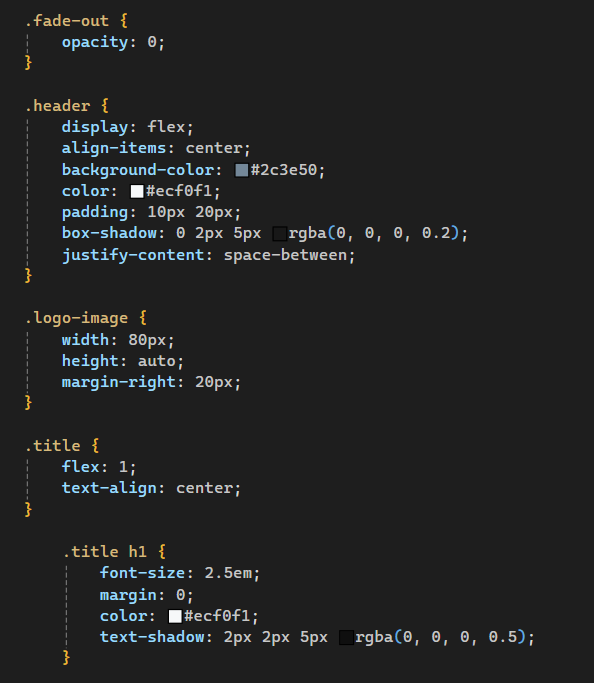 .fade-out {
    opacity: 0;
}

.header {
    display: flex;
    align-items: center;
    background-color: #2c3e50;
    color: #ecf0f1;
    padding: 10px 20px;
    box-shadow: 0 2px 5px rgba(0, 0, 0, 0.2);
    justify-content: space-between;
}

.logo-image {
    width: 80px;
    height: auto;
    margin-right: 20px;
}

.title {
    flex: 1;
    text-align: center;
}

    .title h1 {
        font-size: 2.5em;
        margin: 0;
        color: #ecf0f1;
        text-shadow: 2px 2px 5px rgba(0, 0, 0, 0.5);
    }